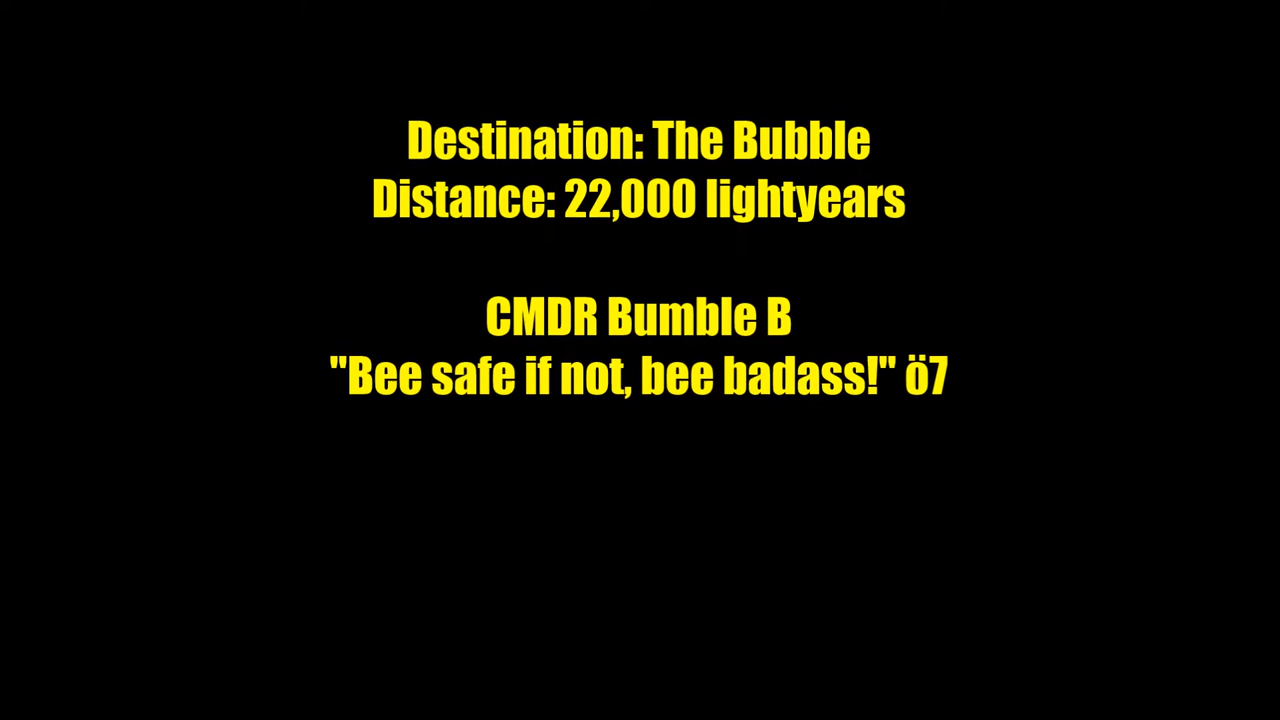 Destination: The Bubble
Distance: 22,000 lightyears
CMDR Bumble B
"Bee safe if not, bee badass!" ö7